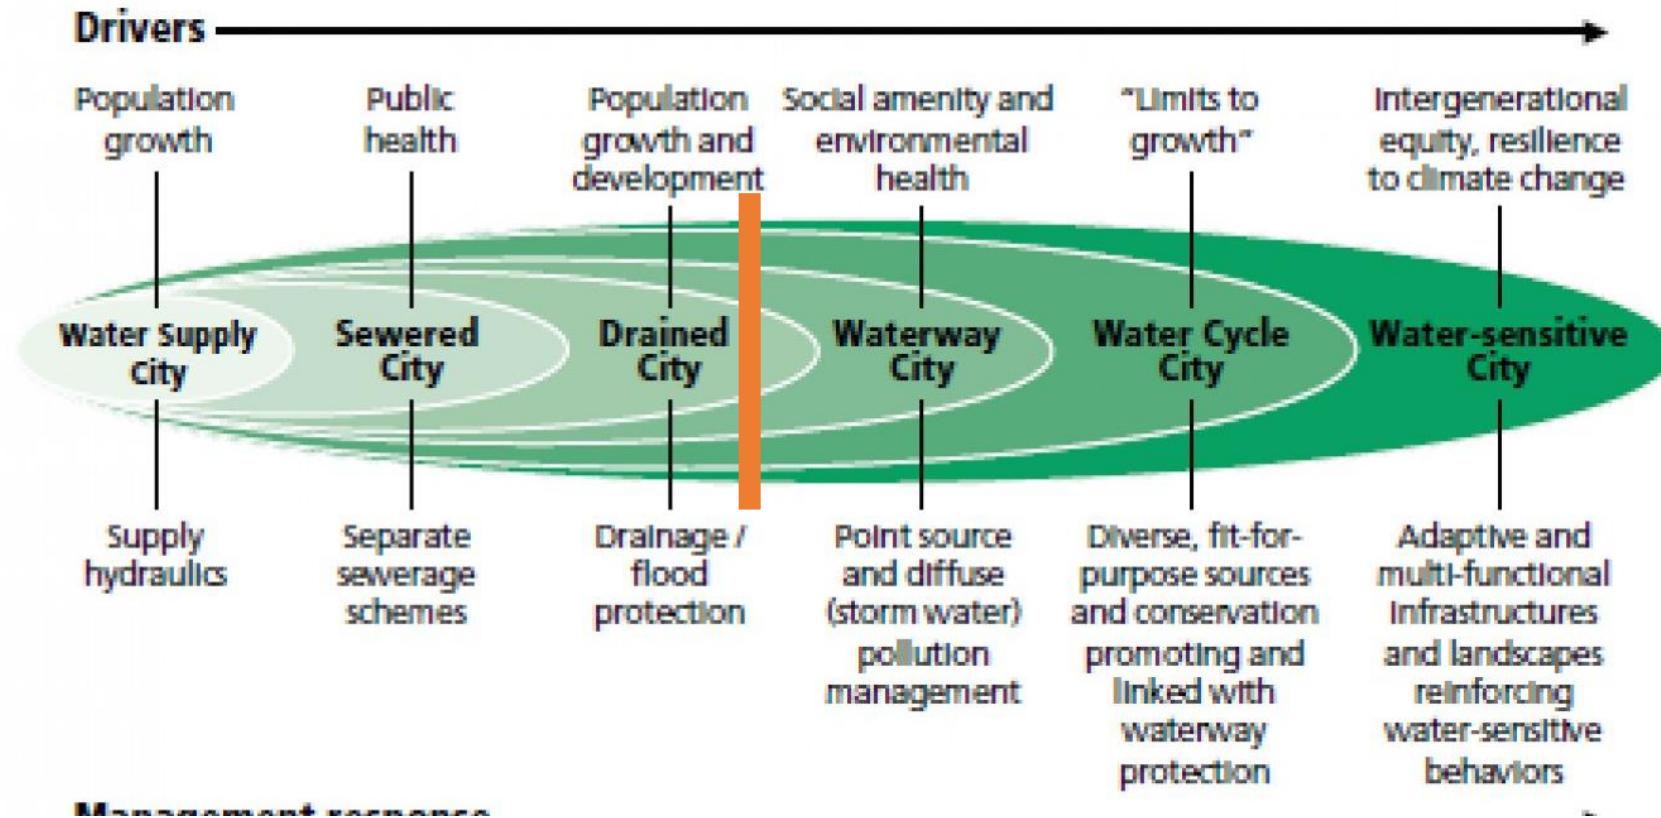 Drivers
Population
growth
Public
health
Population
growth and
development
Social amenity and
environmental
health
"Limits to
growth"
Intergenerational
equity, resilience
to climate change
Water Supply
City
Sewered
City
Drained
City
Waterway
City
Water Cycle
City
Water-sensitive
City
Supply
hydraulics
Separate
sewerage
schemes
Drainage /
flood
protection
Point source
and diffuse
(storm water)
pollution
management
Diverse, fit-for-
purpose sources
and conservation
promoting and
linked with
waterway
protection
Adaptive and
multi-functional
infrastructures
and landscapes
reinforcing
water-sensitive
behaviors
Management response